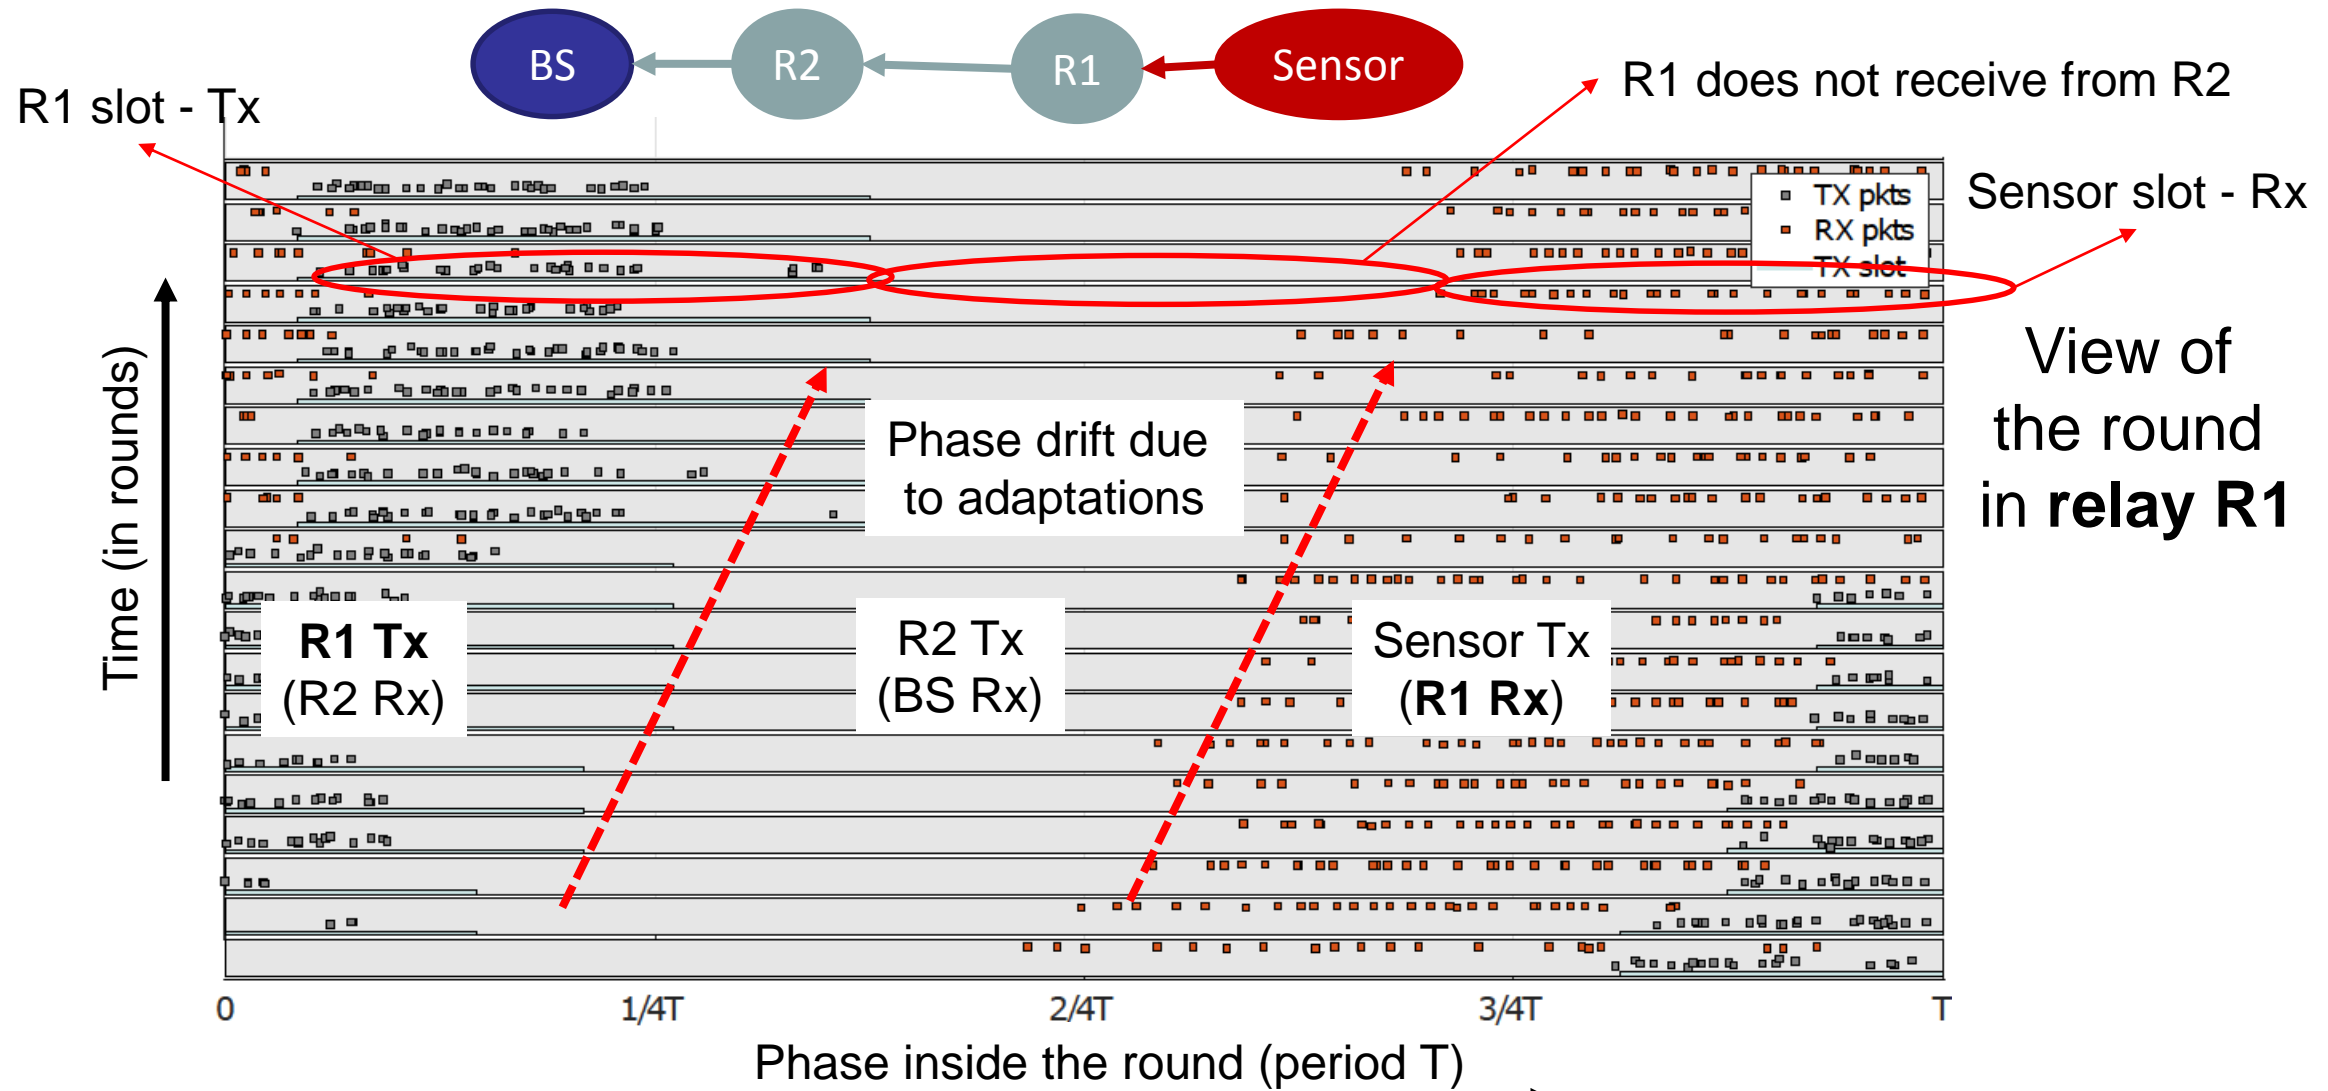 BS
R2
R1
Sensor
R1 slot - Tx
R1 does not receive from R2
Sensor slot - Rx
TX pkts
RX pkts
TX slot
View of
the round
in relay R1
Time (in rounds)
Phase drift due
to adaptations
R1 Tx
(R2 Rx)
R2 Tx
(BS Rx)
Sensor Tx
(R1 Rx)
0
1/4T
2/4T
3/4T
T
Phase inside the round (period T)